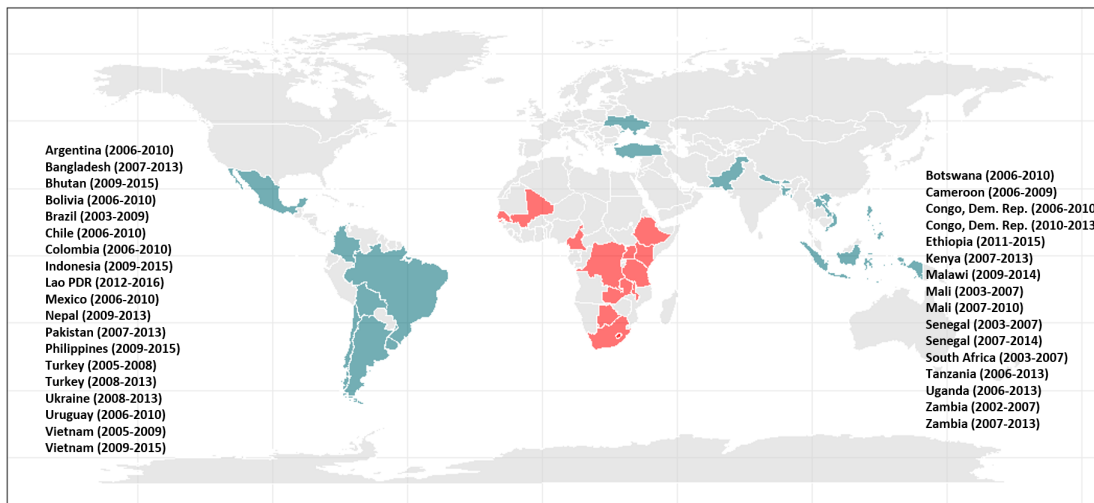 Argentina (2006-2010)
Bangladesh (2007-2013)
Bhutan (2009-2015)
Bolivia (2006-2010)
Brazil (2003-2009)
Chile (2006-2010)
Colombia (2006-2010)
Indonesia (2009-2015)
Lao PDR (2012-2016)
Mexico (2006-2010)
Nepal (2009-2013)
Pakistan (2007-2013)
Philippines (2009-2015)
Turkey (2005-2008)
Turkey (2008-2013)
Ukraine (2008-2013)
Uruguay (2006-2010)
Vietnam (2005-2009)
Vietnam (2009-2015)
Botswana (2006-2010)
Cameroon (2006-2009)
Congo, Dem. Rep. (2006-2010
Congo, Dem. Rep. (2010-2013
Ethiopia (2011-2015)
Kenya (2007-2013)
Malawi (2009-2014)
Mali (2003-2007)
Mali (2007-2010)
Senegal (2003-2007)
Senegal (2007-2014)
South Africa (2003-2007)
Tanzania (2006-2013)
Uganda (2006-2013)
Zambia (2002-2007)
Zambia (2007-2013)